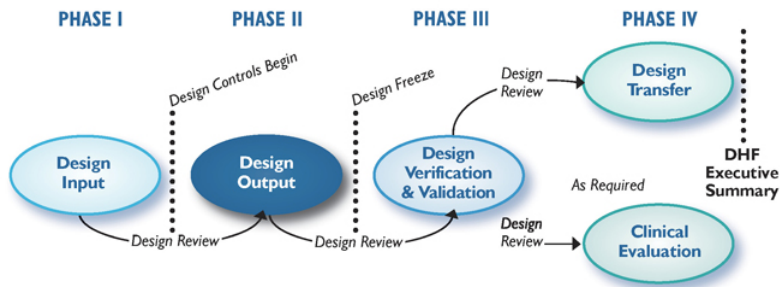 PHASE I
PHASE II
PHASE III
PHASE IV
Design Controls Begin
Design Freeze
Design
Review
Design
Transfer
Design
Input
Design
Output
Design
Verification
& Validation
DHF
Executive
Summary
As Required
Design Review
Design Review
Design
Review
Clinical
Evaluation